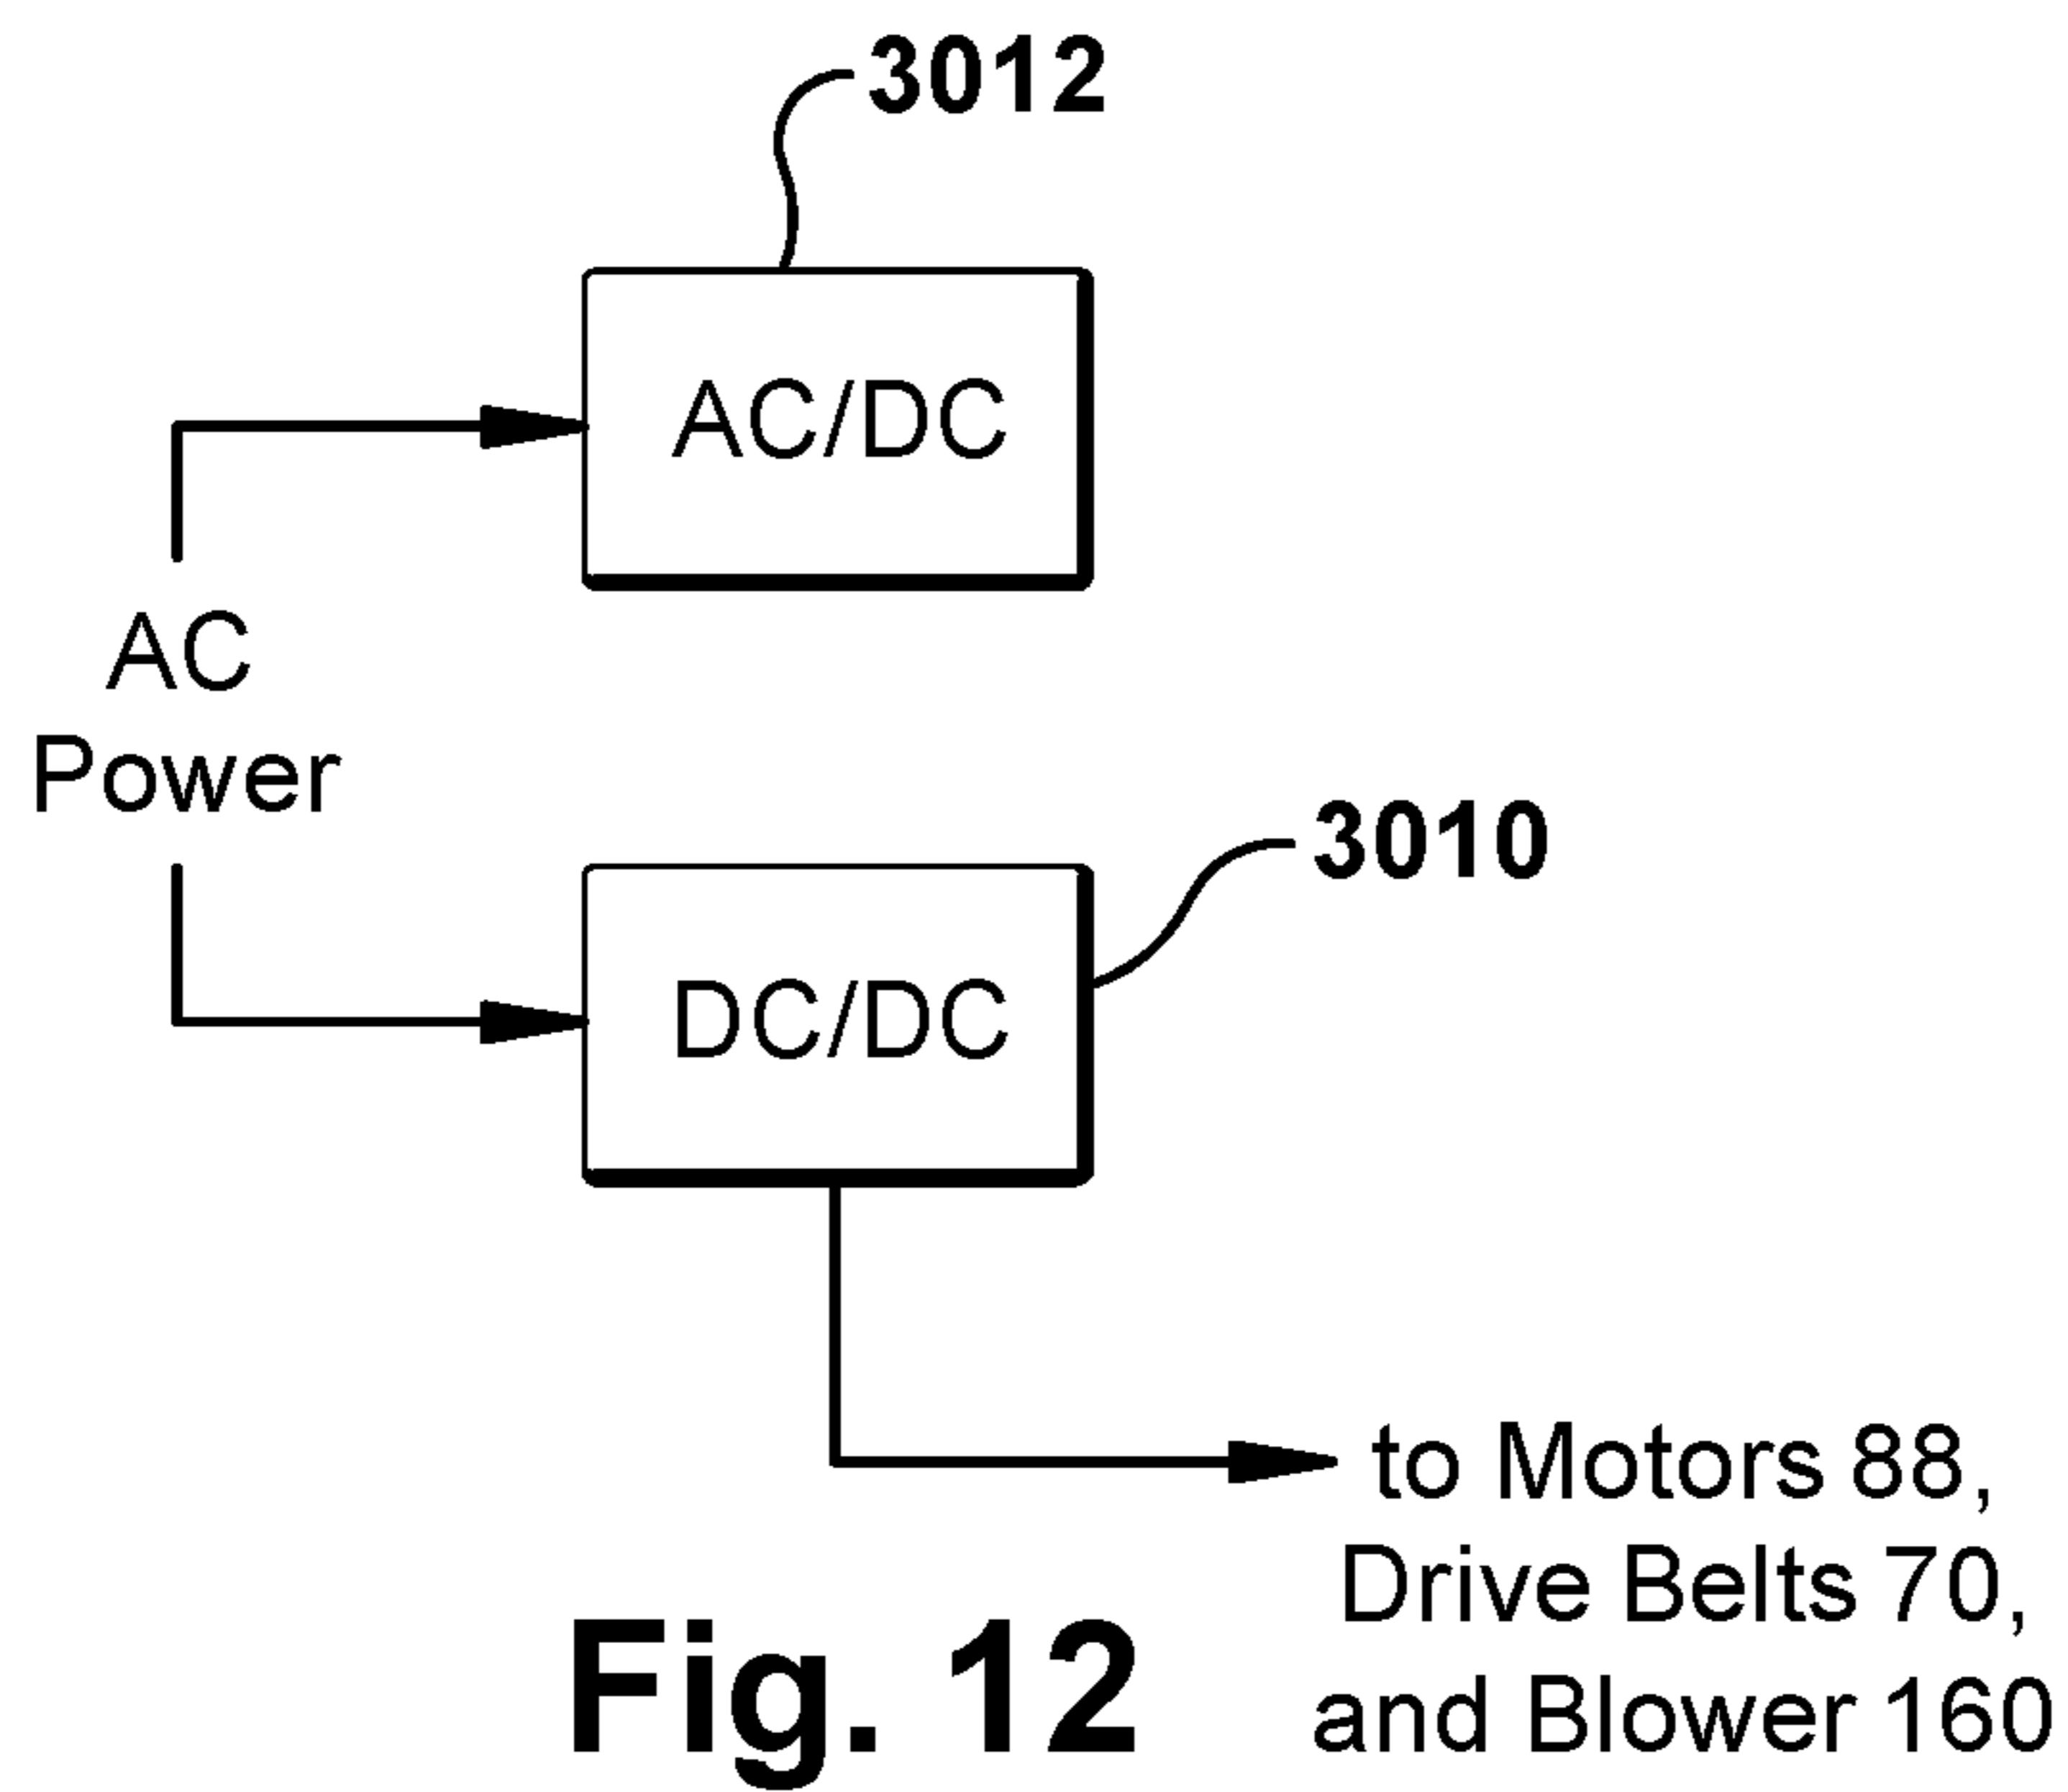 3012
AC/DC
AC
Power
3010
DC/DC
to Motors 88,
Drive Belts 70,
and Blower 160
Fig. 12